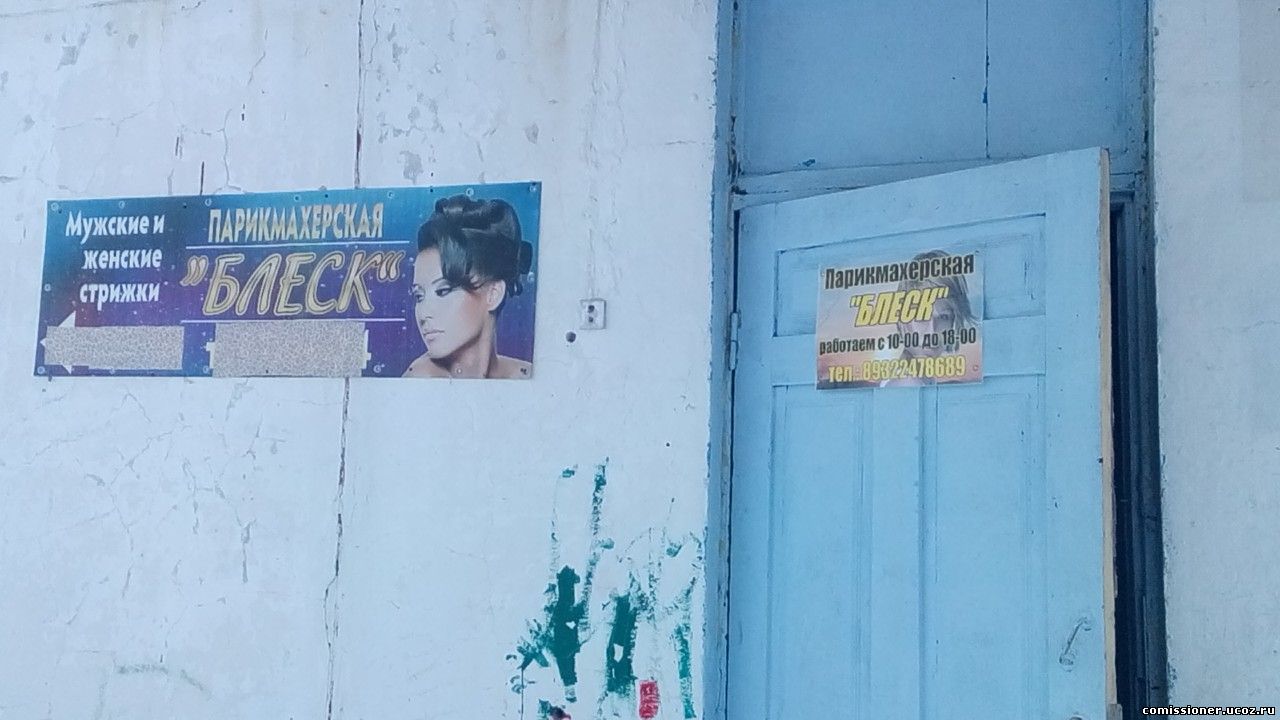 Мужские и
женские
стрижки
ПАРИКМАХЕРСКАЯ
"БЛЕСК"
Парикмахерская
"БЛЕСК"
работаем с 10-00 до 18-00
тел.: 89322478689
comissioner.ucoz.ru